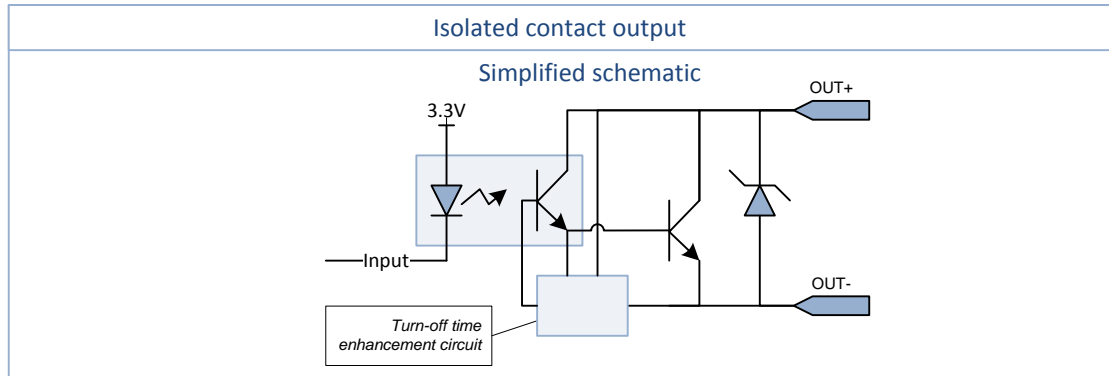 Isolated contact output
Simplified schematic
OUT+
3.3V
Input
OUT-
Turn-off time
enhancement circuit